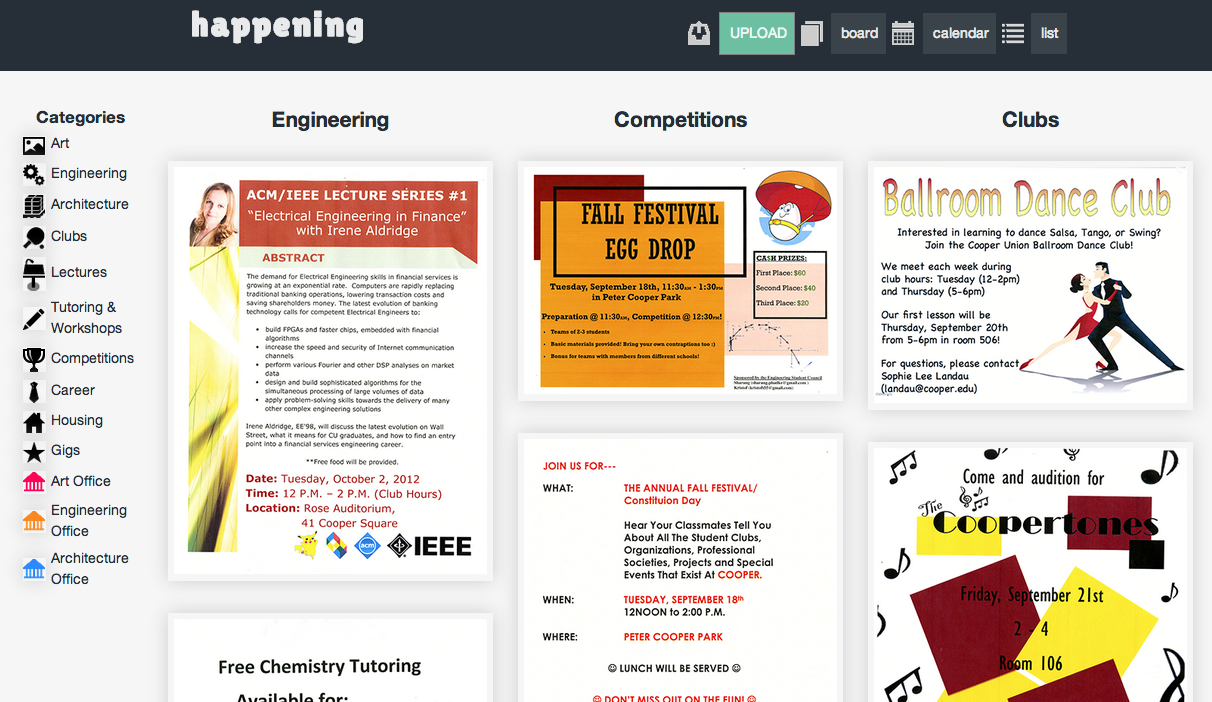 happening
UPLOAD
board
calendar
list
Categories
Art
Engineering
Architecture
Clubs
Lectures
Tutoring &
Workshops
Competitions
Career
Housing
Gigs
Art Office
Engineering
Office
Architecture
Office
Engineering
ACM/IEEE LECTURE SERIES #1
"Electrical Engineering in Finance"
with Irene Aldridge
ABSTRACT
The demand for Electrical Engineering skills in financial services is
growing at an exponential rate. Computers are rapidly replacing
traditional banking operations, lowering transaction costs and
saving shareholders money. The latest evolution of banking
technology calls for competent Electrical Engineers to:
• build FPGAs and faster chips, embedded with financial
algorithms
• increase the speed and security of Internet communication
channels
• perform various Fourier and other DSP analyses on market
data
• design and build sophisticated algorithms for the
simultaneous processing of large volumes of data
• apply problem-solving skills towards the delivery of many
other complex engineering solutions
Irene Aldridge, EE'98, will discuss the latest evolution on Wall
Street, what it means for CU graduates, and how to find an entry
point into a financial services engineering career.
**Free food will be provided.
Date: Tuesday, October 2, 2012
Time: 12 P.M. – 2 P.M. (Club Hours)
Location: Rose Auditorium,
41 Cooper Square
acm
IEEE
Free Chemistry Tutoring
Available for:
Competitions
FALL FESTIVAL
EGG DROP
Tuesday, September 18th, 11:30AM - 1:30PM
in Peter Cooper Park
Preparation @ 11:30AM, Competition @ 12:30PM!
• Teams of 2-3 students
• Basic materials provided! Bring your own contraptions too :)
• Bonus for teams with members from different schools!
CA$H PRIZES:
First Place: $60
Second Place: $40
Third Place: $20
Sponsored by the Engineering Student Council
JOIN US FOR---
WHAT: THE ANNUAL FALL FESTIVAL/
Constituion Day
Hear Your Classmates Tell You
About All The Student Clubs,
Organizations, Professional
Societies, Projects and Special
Events That Exist At COOPER.
WHEN: TUESDAY, SEPTEMBER 18th
12NOON to 2:00 P.M.
WHERE: PETER COOPER PARK
☺ LUNCH WILL BE SERVED ☺
☺ DON'T MISS OUT ON THE FUN! ☺
Clubs
Ballroom Dance Club
Interested in learning to dance Salsa, Tango, or Swing?
Join the Cooper Union Ballroom Dance Club!
We meet each week during
club hours: Tuesday (12-2pm)
and Thursday (5-6pm)
Our first lesson will be
Thursday, September 20th
from 5-6pm in room 506!
For questions, please contact
Sophie Lee Landau
(landau@cooper.edu)
Come and audition for
The
Coopertones
Friday, September 21st
2 - 4
Room 106